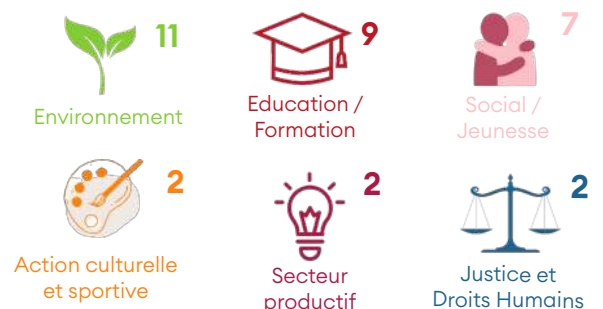 11
Environnement
9
Education /
Formation
7
Social /
Jeunesse
2
Action culturelle
et sportive
2
Secteur
productif
2
Justice et
Droits Humains